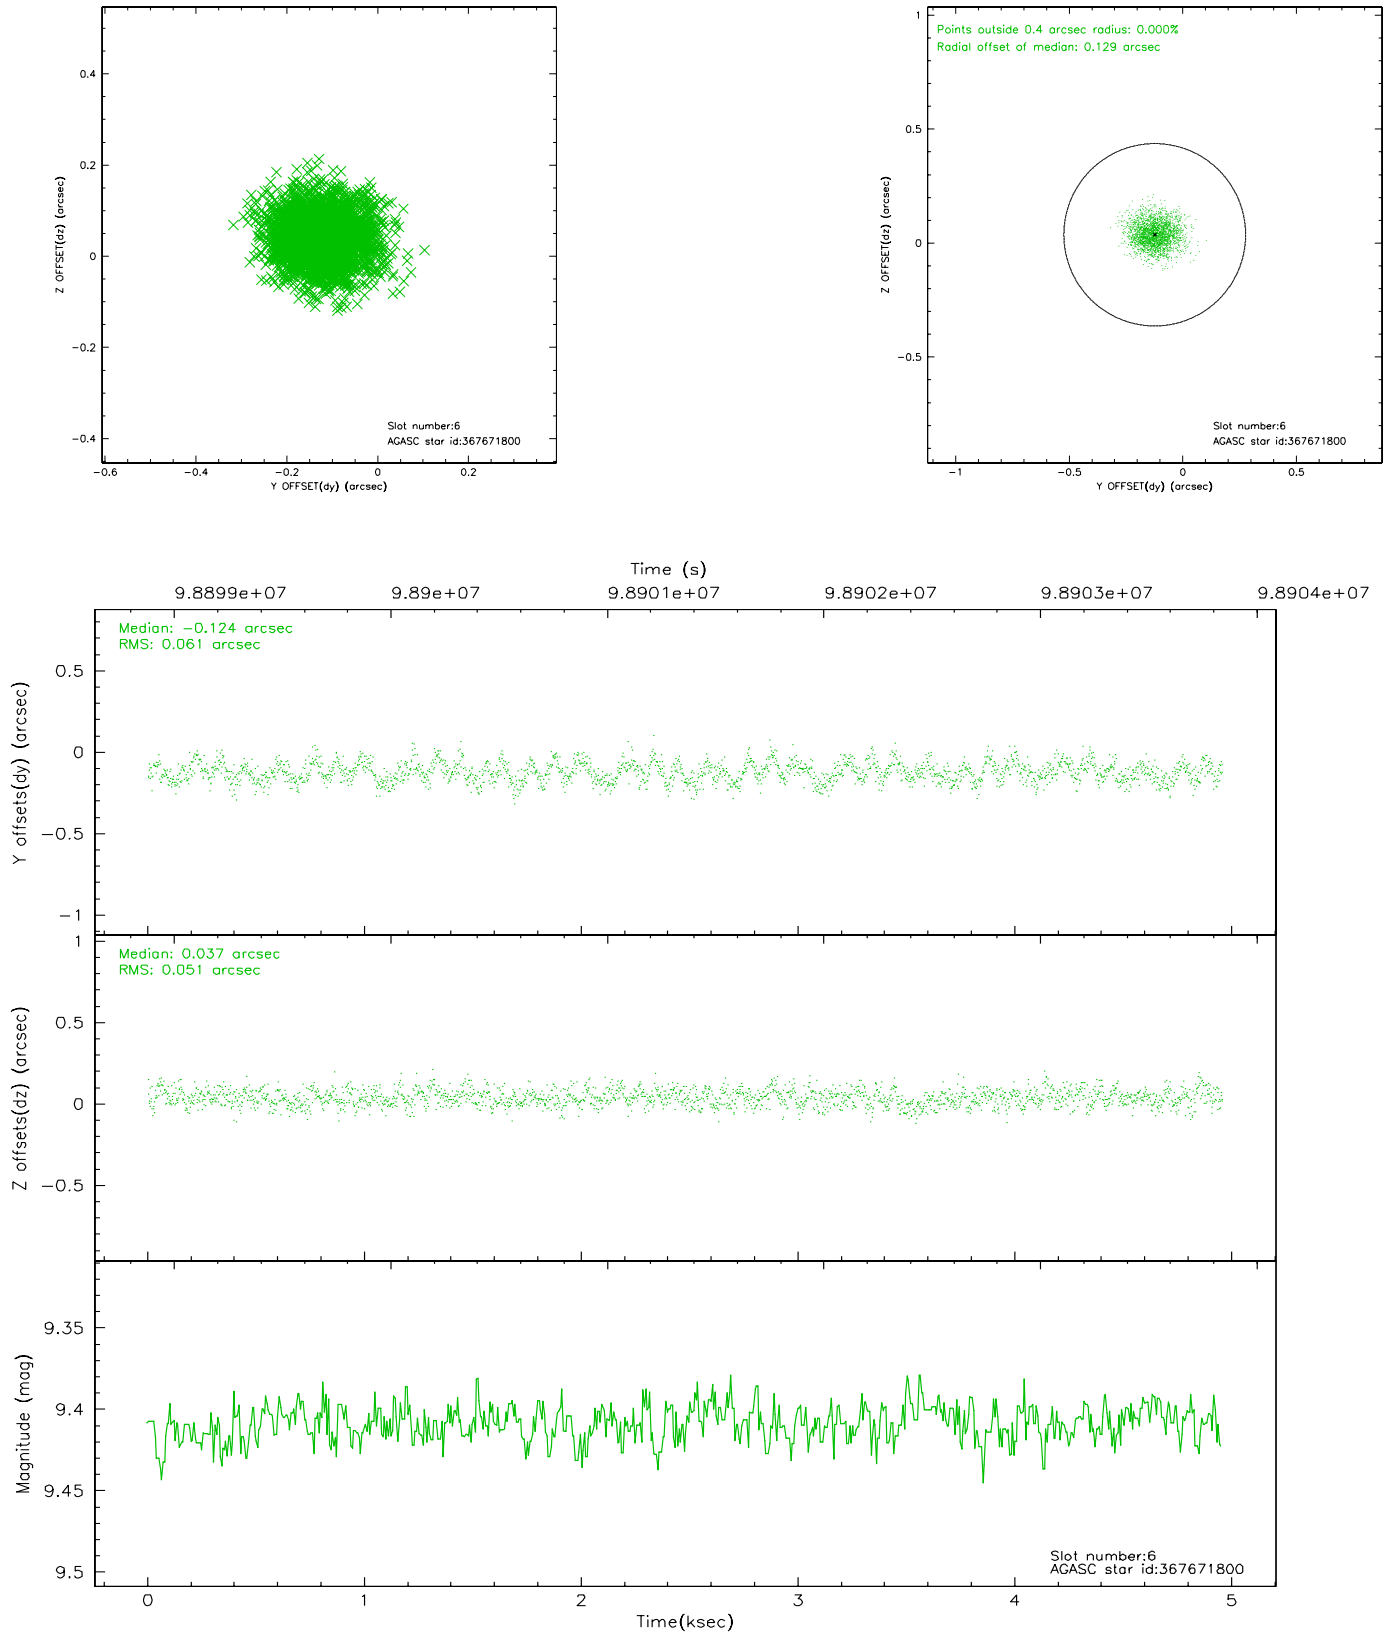 0.4
0.2
0
−0.2
−0.4
Z OFFSET(dz) (arcsec)
Slot number:6
AGASC star id:367671800
−0.6
−0.4
−0.2
0
0.2
Y OFFSET(dy) (arcsec)
Points outside 0.4 arcsec radius: 0.000%
Radial offset of median: 0.129 arcsec
1
0.5
0
−0.5
Z OFFSET(dz) (arcsec)
Slot number:6
AGASC star id:367671800
−1
−0.5
0
0.5
Y OFFSET(dy) (arcsec)
Time (s)
9.8899e+07
9.89e+07
9.8901e+07
9.8902e+07
9.8903e+07
9.8904e+07
Median: −0.124 arcsec
RMS: 0.061 arcsec
0.5
0
−0.5
−1
Y offsets(dy) (arcsec)
Median: 0.037 arcsec
RMS: 0.051 arcsec
1
0.5
0
−0.5
Z offsets(dz) (arcsec)
9.35
9.4
9.45
9.5
Magnitude (mag)
Slot number:6
AGASC star id:367671800
0
1
2
3
4
5
Time(ksec)